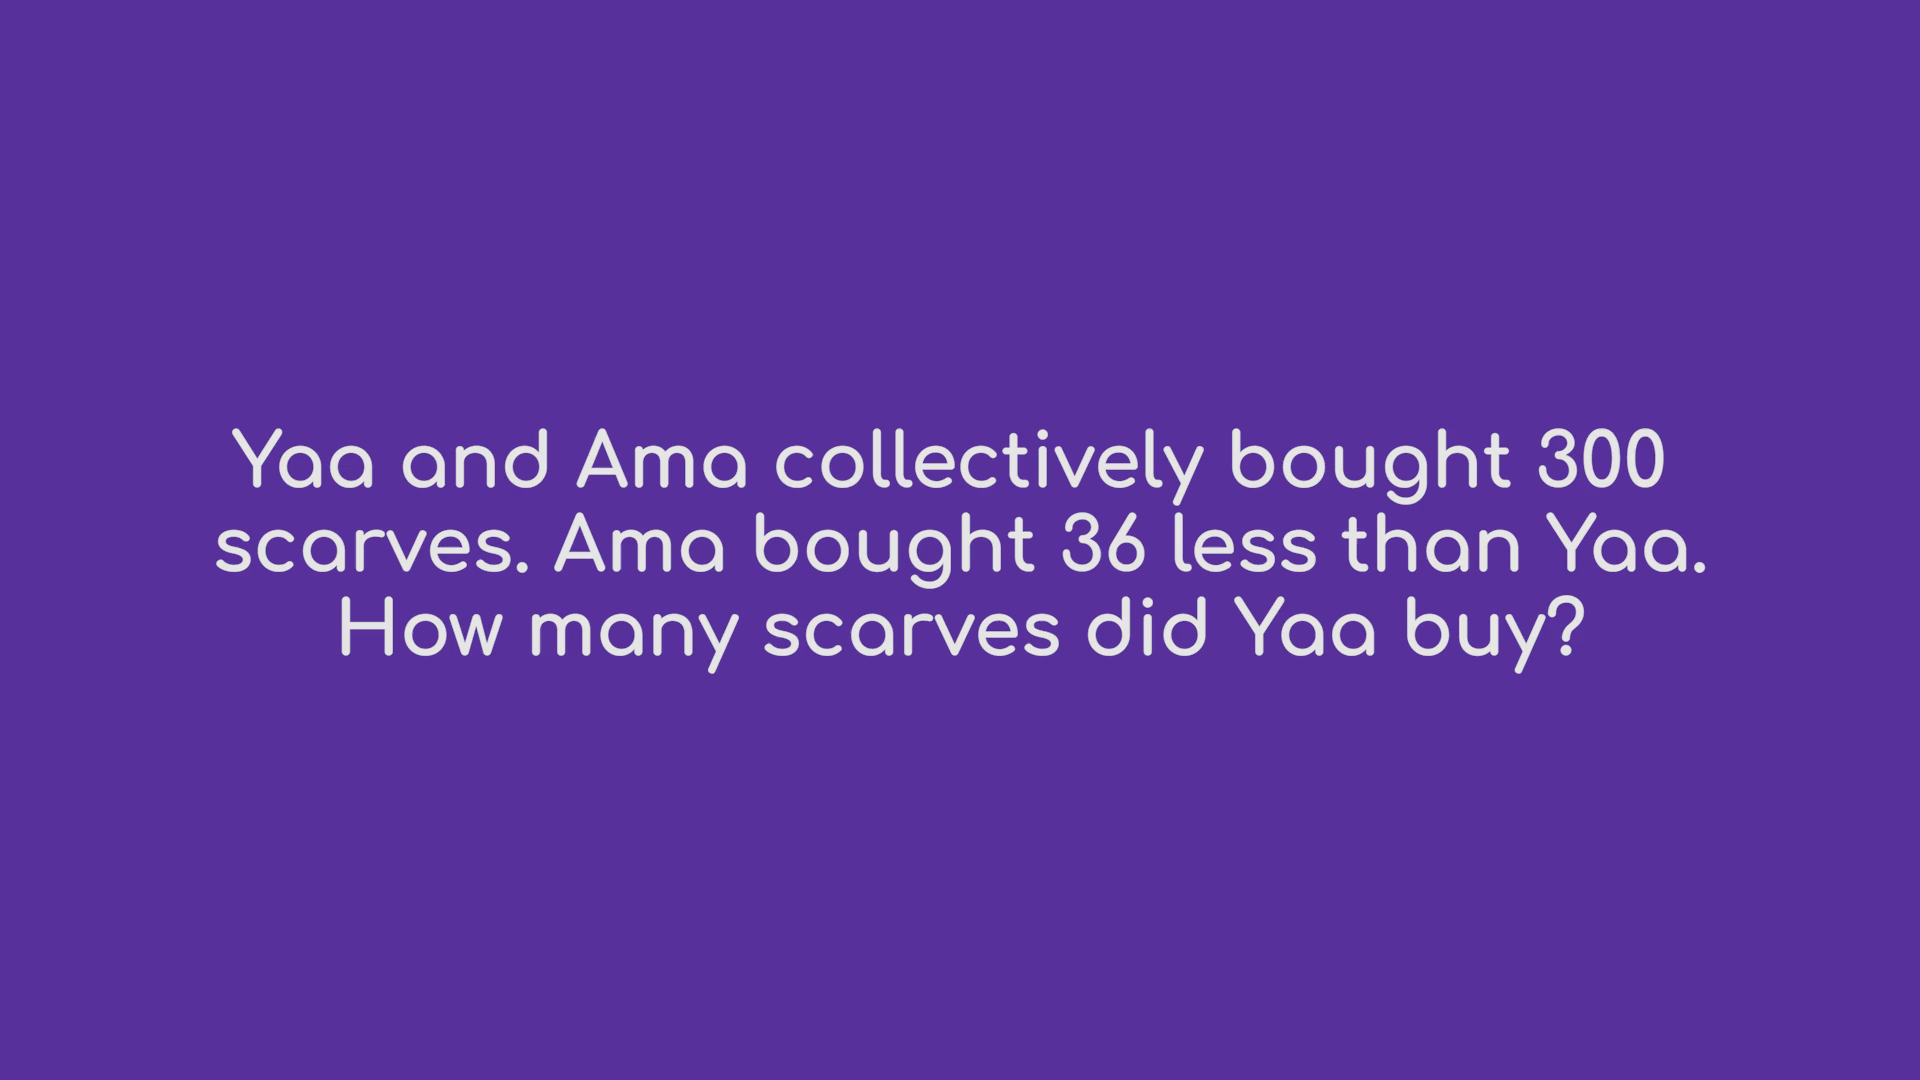 Yaa and Ama collectively bought 300
scarves. Ama bought 36 less than Yaa.
How many scarves did Yaa buy?